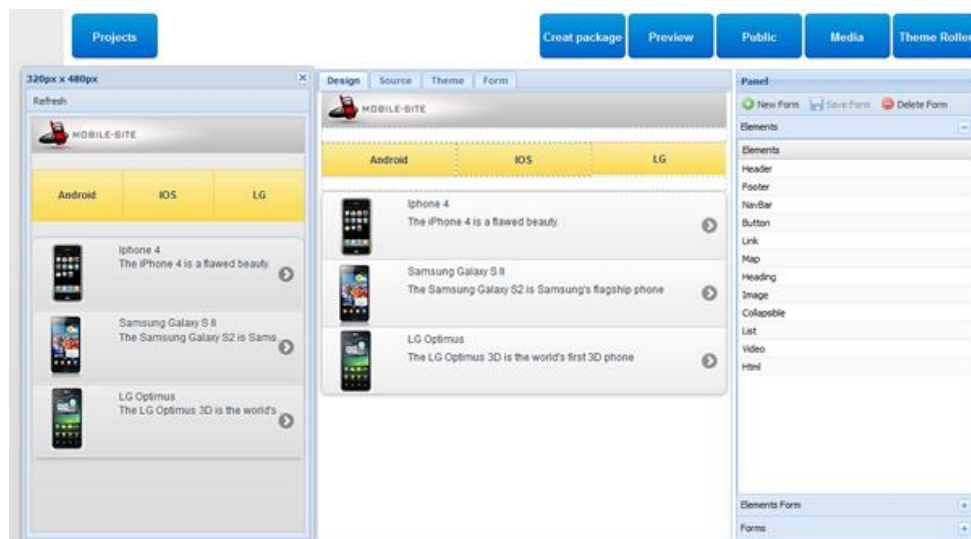 Projects
Creat package
Preview
Public
Media
Theme Roller
320px x 480px
Refresh
MOBILE-SITE
Android
IOS
LG
Iphone 4
The iPhone 4 is a flawed beauty.
Samsung Galaxy S II
The Samsung Galaxy S2 is Sams
LG Optimus
The LG Optimus 3D is the world's
Design
Source
Theme
Form
MOBILE-SITE
Android
IOS
LG
Iphone 4
The iPhone 4 is a flawed beauty.
Samsung Galaxy S II
The Samsung Galaxy S2 is Samsung's flagship phone
LG Optimus
The LG Optimus 3D is the world's first 3D phone
Panel
New Form
Save Form
Delete Form
Elements
Elements
Header
Footer
NavBar
Button
Link
Map
Heading
Image
Collapsible
List
Video
Html
Elements Form
Forms